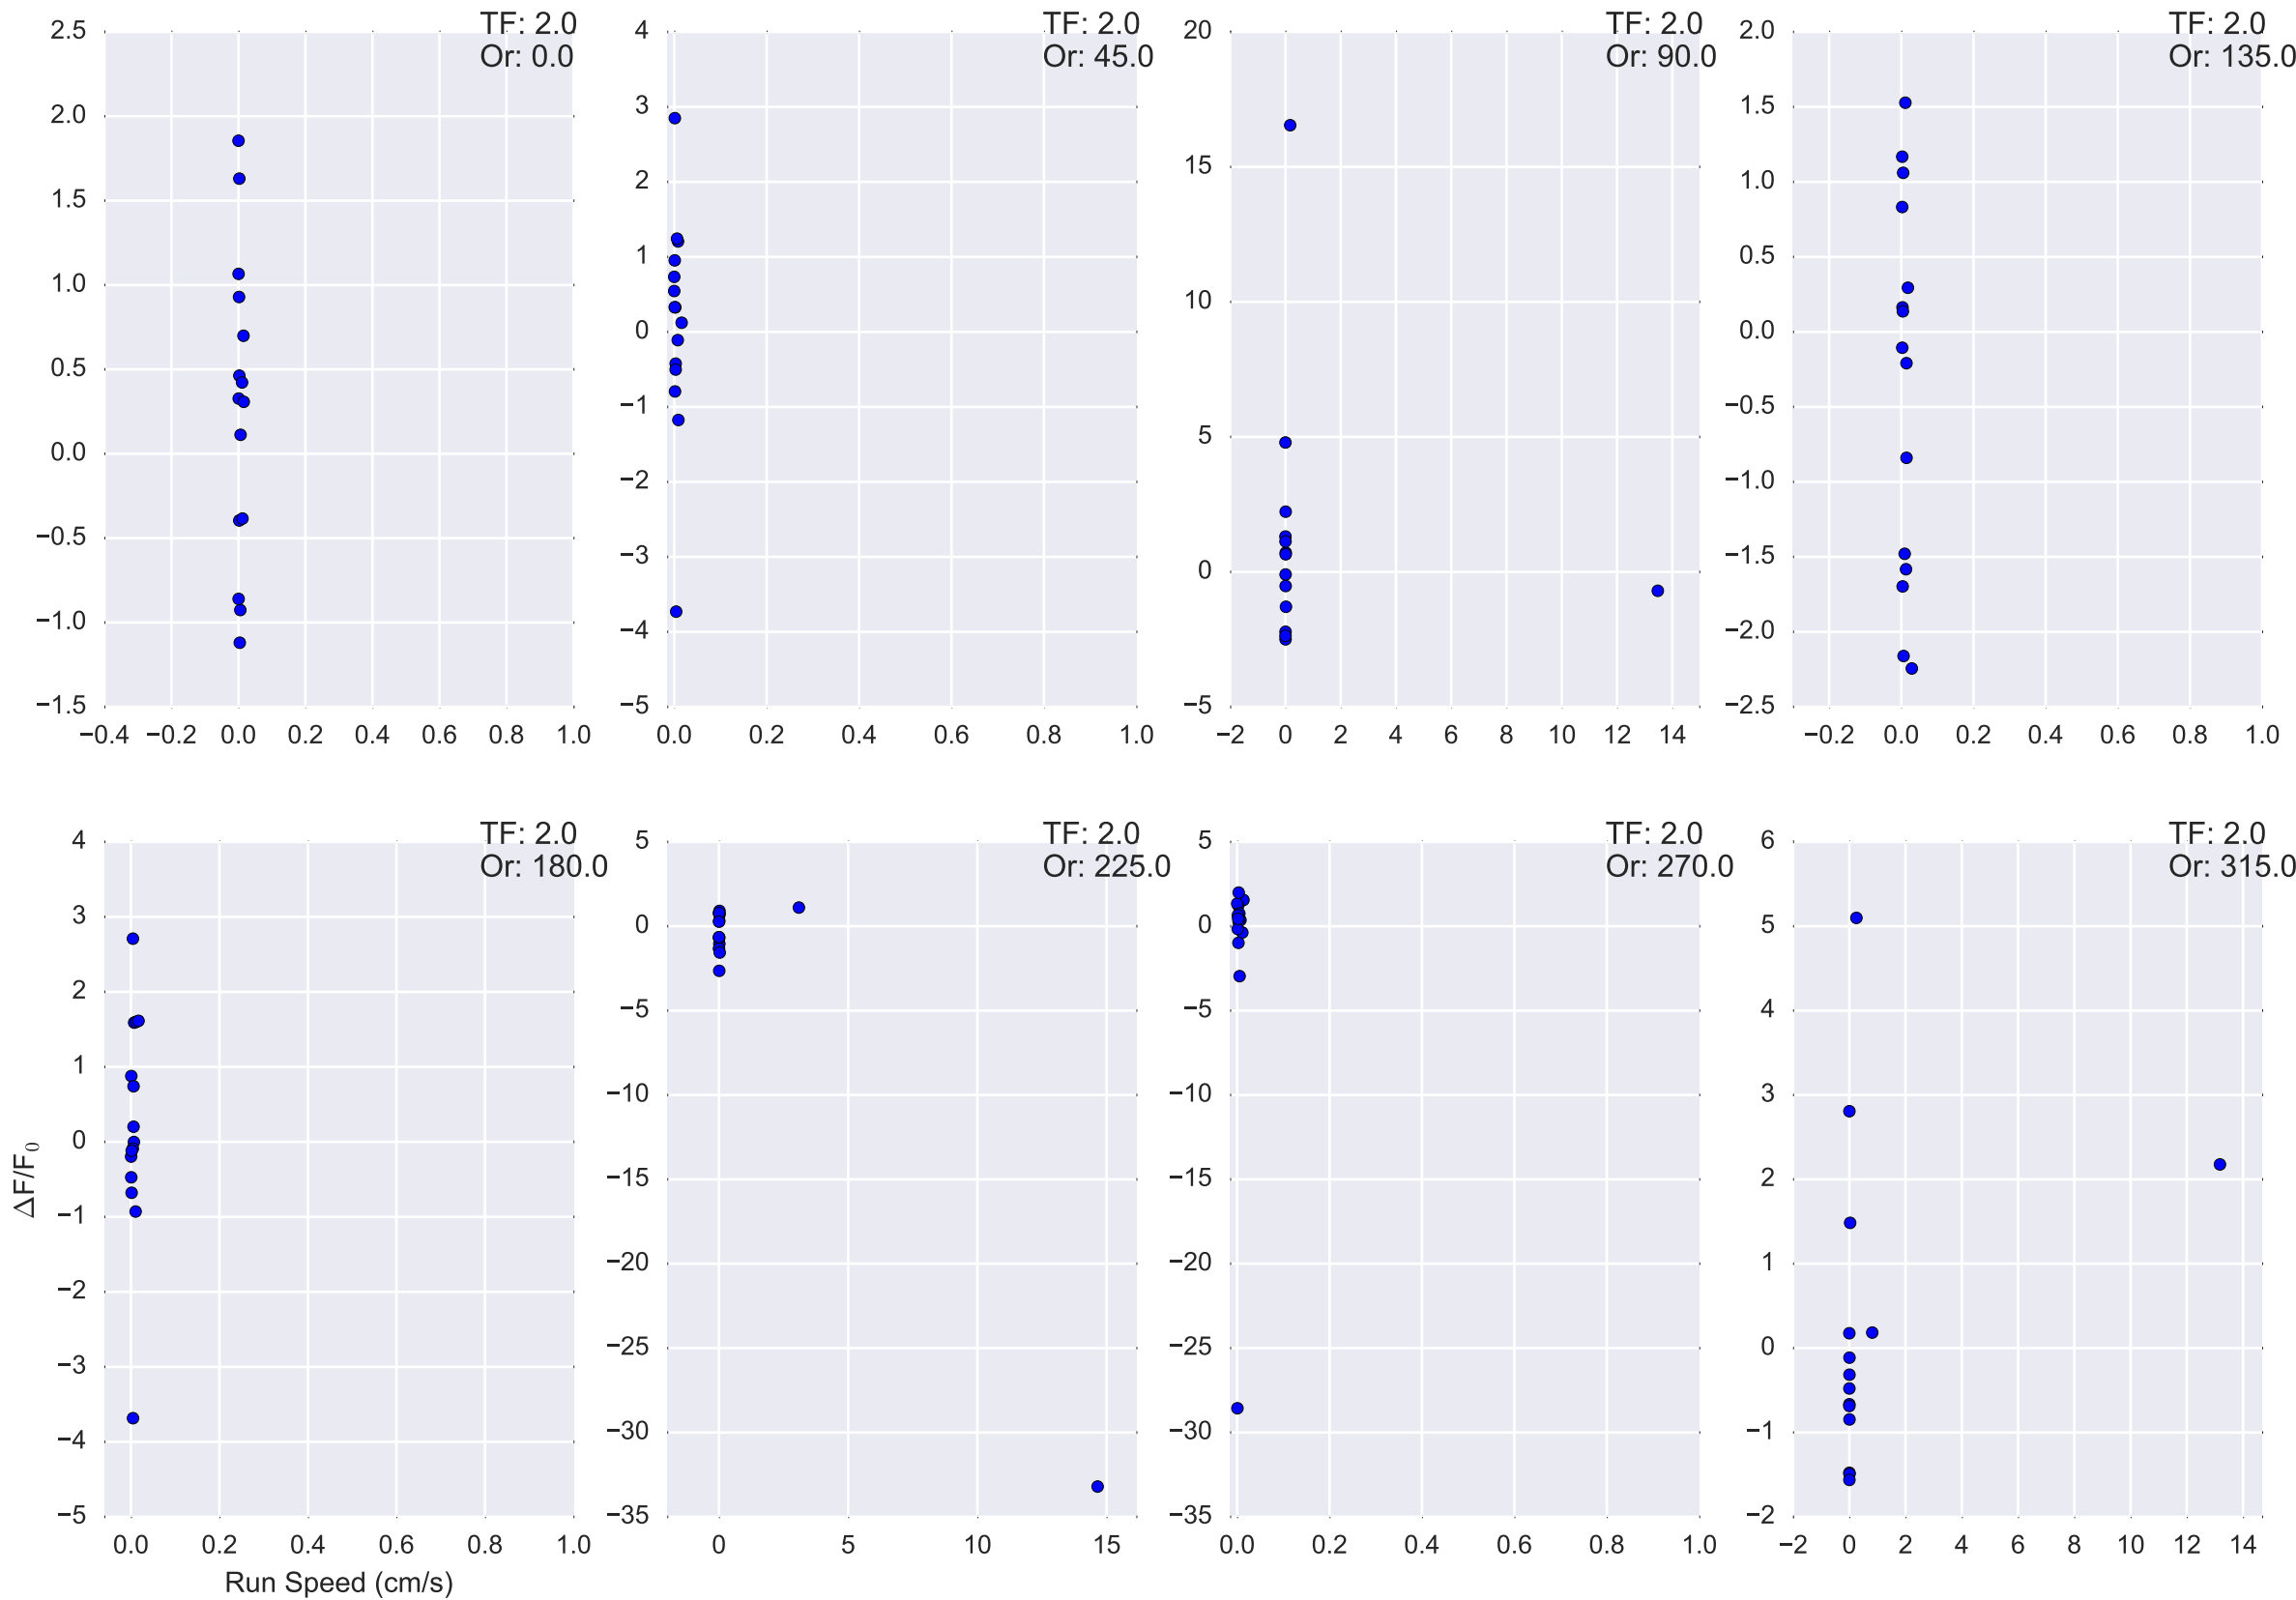 TF: 2.0
Or: 0.0
2.5
2.0
1.5
1.0
0.5
0.0
−0.5
−1.0
−1.5
−0.4 −0.2 0.0 0.2 0.4 0.6 0.8 1.0
TF: 2.0
Or: 45.0
4
3
2
1
0
−1
−2
−3
−4
−5
0.0 0.2 0.4 0.6 0.8 1.0
TF: 2.0
Or: 90.0
20
15
10
5
0
−5
−2 0 2 4 6 8 10 12 14
TF: 2.0
Or: 135.0
2.0
1.5
1.0
0.5
0.0
−0.5
−1.0
−1.5
−2.0
−2.5
−0.2 0.0 0.2 0.4 0.6 0.8 1.0
TF: 2.0
Or: 180.0
4
3
2
1
0
−1
−2
−3
−4
−5
ΔF/F₀
0.0 0.2 0.4 0.6 0.8 1.0
Run Speed (cm/s)
TF: 2.0
Or: 225.0
5
0
−5
−10
−15
−20
−25
−30
−35
0 5 10 15
TF: 2.0
Or: 270.0
5
0
−5
−10
−15
−20
−25
−30
−35
0.0 0.2 0.4 0.6 0.8 1.0
TF: 2.0
Or: 315.0
6
5
4
3
2
1
0
−1
−2
−2 0 2 4 6 8 10 12 14